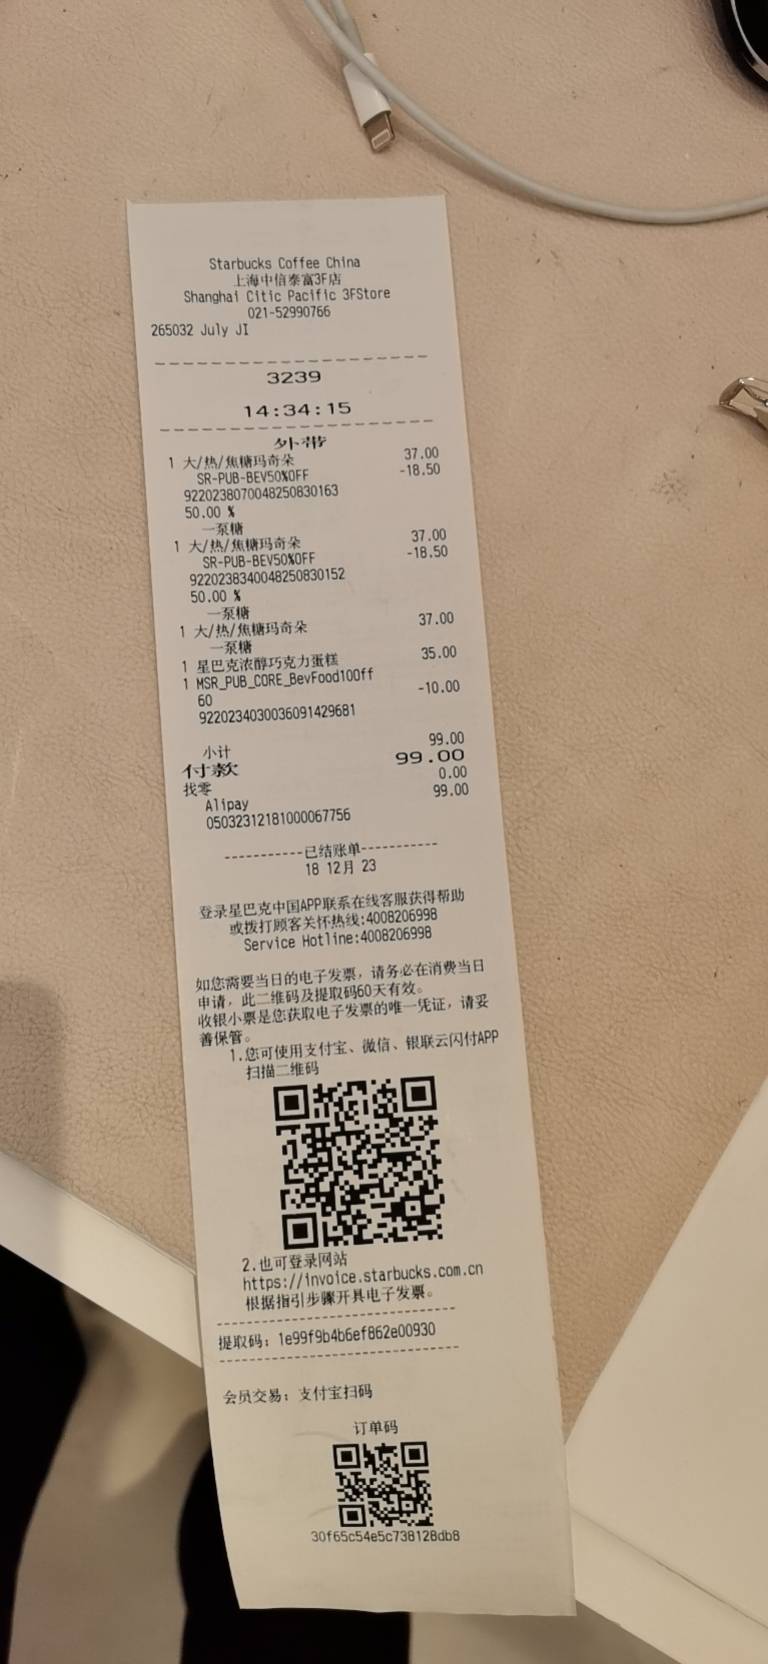 Starbucks Coffee China
上海中信泰富3F店
Shanghai Citic Pacific 3FStore
021-52990766
265032 July JI
3239
14:34:15
外带
1 大/热/焦糖玛奇朵 37.00
SR-PUB-BEV50%OFF -18.50
9220238070048250830163
50.00 %
一泵糖
1 大/热/焦糖玛奇朵 37.00
SR-PUB-BEV50%OFF -18.50
9220238340048250830152
50.00 %
一泵糖
1 大/热/焦糖玛奇朵 37.00
一泵糖
1 星巴克浓醇巧克力蛋糕 35.00
1 MSR_PUB_CORE_BevFood10Off
60 -10.00
9220234030036091429681
小计 99.00
付款 99.00
找零 0.00
Alipay 99.00
05032312181000067756
-----------已结账单-----------
18 12月 23
登录星巴克中国APP联系在线客服获得帮助
或拨打顾客关怀热线:4008206998
Service Hotline:4008206998
如您需要当日的电子发票，请务必在消费当日
申请，此二维码及提取码60天有效。
收银小票是您获取电子发票的唯一凭证，请妥
善保管。
1.您可使用支付宝、微信、银联云闪付APP
扫描二维码
2.也可登录网站
https://invoice.starbucks.com.cn
根据指引步骤开具电子发票。
提取码: 1e99f9b4b6ef862e00930
会员交易: 支付宝扫码
订单码
30f65c54e5c738128db8